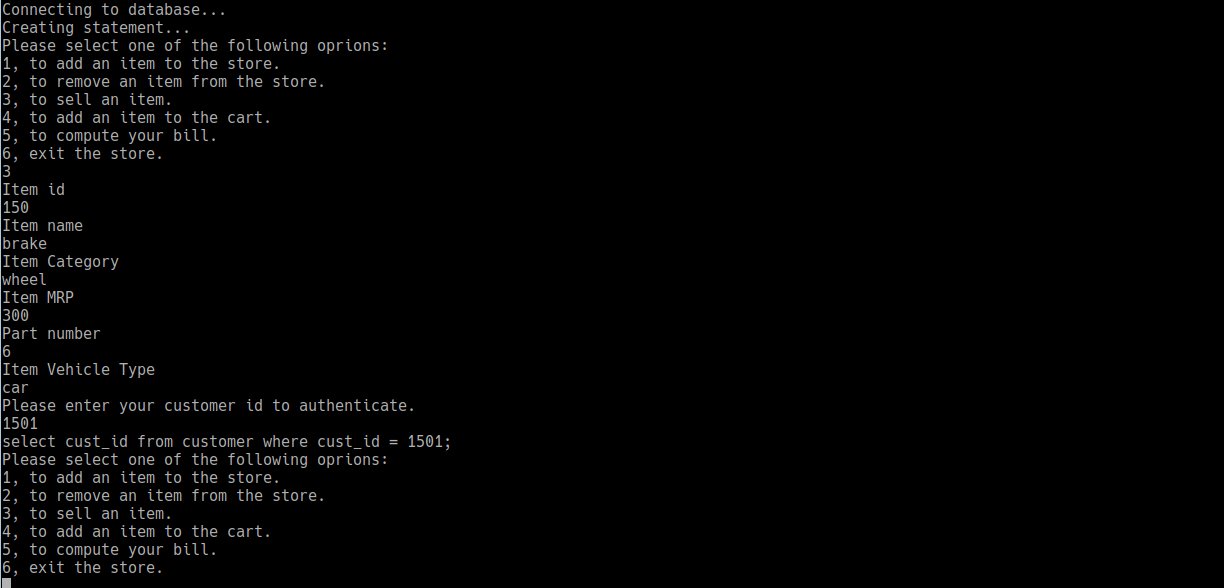 Connecting to database...
Creating statement...
Please select one of the following oprions:
1, to add an item to the store.
2, to remove an item from the store.
3, to sell an item.
4, to add an item to the cart.
5, to compute your bill.
6, exit the store.
3
Item id
150
Item name
brake
Item Category
wheel
Item MRP
300
Part number
6
Item Vehicle Type
car
Please enter your customer id to authenticate.
1501
select cust_id from customer where cust_id = 1501;
Please select one of the following oprions:
1, to add an item to the store.
2, to remove an item from the store.
3, to sell an item.
4, to add an item to the cart.
5, to compute your bill.
6, exit the store.